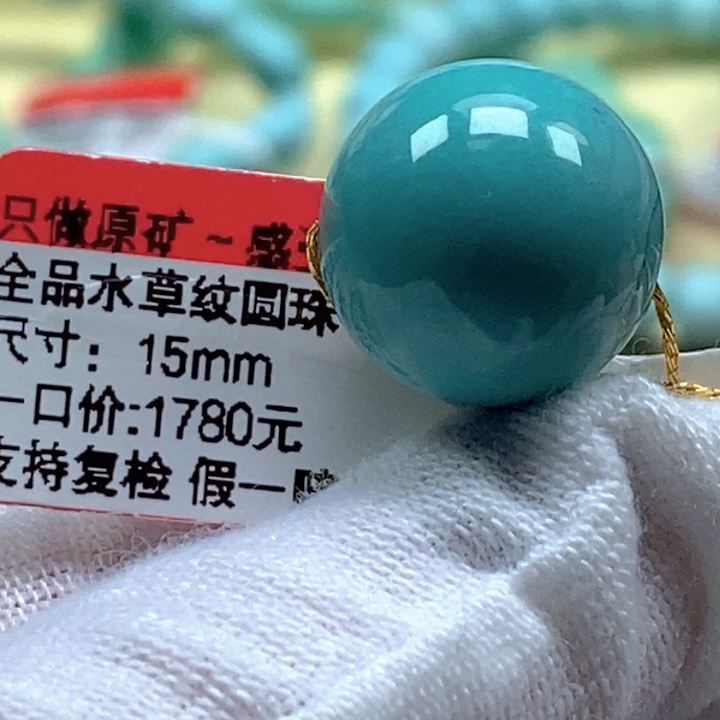 只做原矿~盛
全品水草纹圆珠
尺寸：15mm
一口价:1780元
支持复检 假一